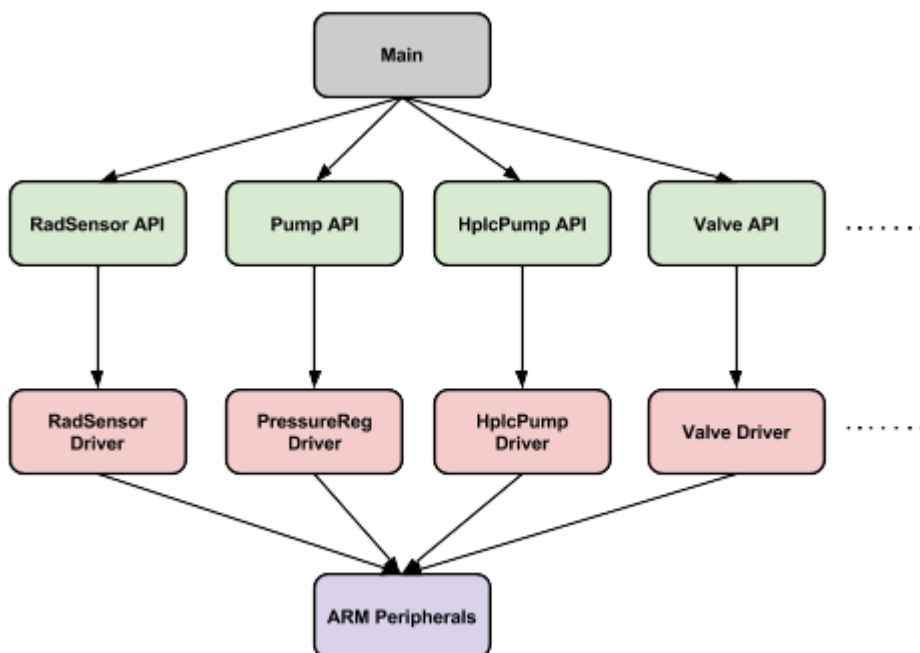 Main
RadSensor API
Pump API
HplcPump API
Valve API
RadSensor
Driver
PressureReg
Driver
HplcPump
Driver
Valve Driver
ARM Peripherals